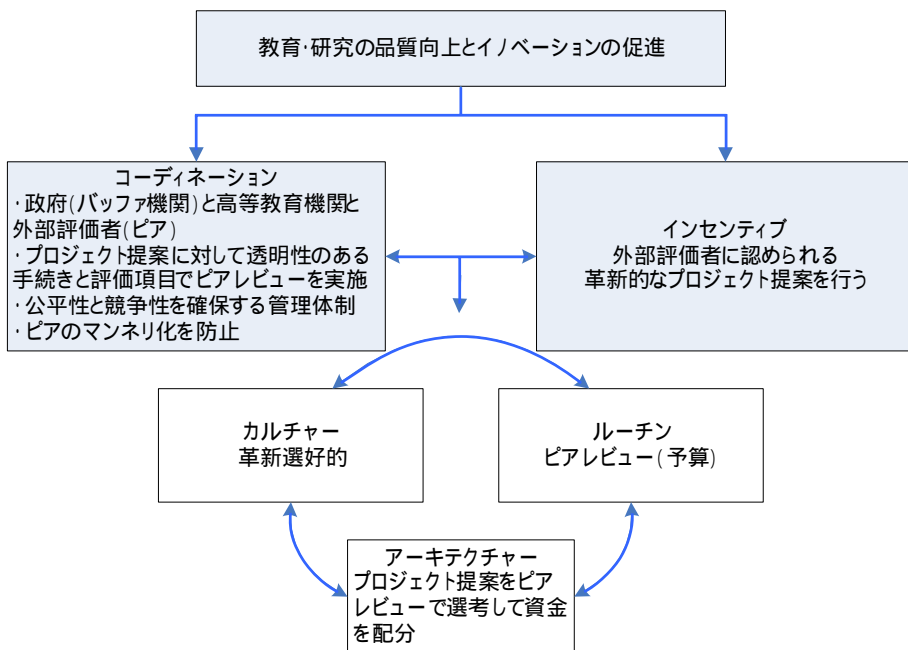 教育・研究の品質向上とイノベーションの促進
コーディネーション
・政府(バッファ機関)と高等教育機関と
外部評価者(ピア)
・プロジェクト提案に対して透明性のある
手続きと評価項目でピアレビューを実施
・公平性と競争性を確保する管理体制
・ピアのマンネリ化を防止
インセンティブ
外部評価者に認められる
革新的なプロジェクト提案を行う
カルチャー
革新選好的
ルーチン
ピアレビュー(予算)
アーキテクチャー
プロジェクト提案をピア
レビューで選考して資金
を配分